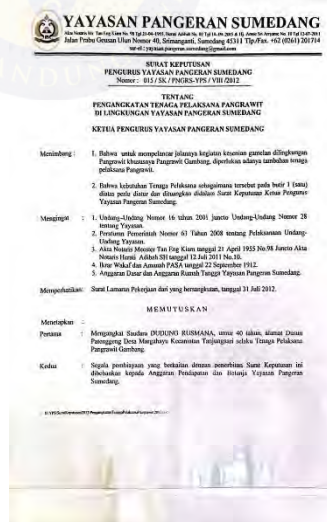 YAYASAN PANGERAN SUMEDANG
Jalan Prabu Geusan Ulun Nomor 40, Srimanganti, Sumedang 45311 Tlp./Fax. +62 (0261) 201714
SURAT KEPUTUSAN
PENGURUS YAYASAN PANGERAN SUMEDANG
Nomor : 015 / SK / PNGRS-YPS / VIII /2012
TENTANG
PENGANGKATAN TENAGA PELAKSANA PANGRAWIT
DI LINGKUNGAN YAYASAN PANGERAN SUMEDANG
KETUA PENGURUS YAYASAN PANGERAN SUMEDANG
Menimbang : 1. Bahwa untuk memperlancar jalannya kegiatan kesenian gamelan dilingkungan
Pangrawit khususnya Pangrawit Gambang, diperlukan adanya tambahan tenaga
pelaksana Pangrawit.
2. Bahwa kebutuhan Tenaga Pelaksana sebagaimana tersebut pada butir 1 (satu)
diatas perlu diatur dan dituangkan didalam Surat Keputusan Ketua Pengurus
Yayasan Pangeran Sumedang.
Mengingat : 1. Undang-Undang Nomor 16 tahun 2001 juncto Undang-Undang Nomor 28
tentang Yayasan.
2. Peraturan Pemerintah Nomor 63 Tahun 2008 tentang Pelaksanaan Undang-
Undang Yayasan.
3. Akta Notaris Meester Tan Eng Kiam tanggal 21 April 1955 No.98 Juncto Akta
Notaris Hurati Adibah SH tanggal 12 Juli 2011 No.10.
4. Ikrar Wakaf dan Amanah PASA tanggal 22 September 1912.
5. Anggaran Dasar dan Anggaran Rumah Tangga Yayasan Pangeran Sumedang.
Memperhatikan: Surat Lamaran Pekerjaan dari yang bersangkutan, tanggal 31 Juli 2012.
MEMUTUSKAN
Menetapkan :
Pertama : Mengangkat Saudara DUDUNG RUSMANA, umur 40 tahun, alamat Dusun
Patenggeng Desa Margahayu Kecamatan Tanjungsari selaku Tenaga Pelaksana
Pangrawit Gambang.
Kedua : Segala pembiayaan yang berkaitan dengan penerbitan Surat Keputusan ini
dibebankan kepada Anggaran Pendapatan dan Belanja Yayasan Pangeran
Sumedang.